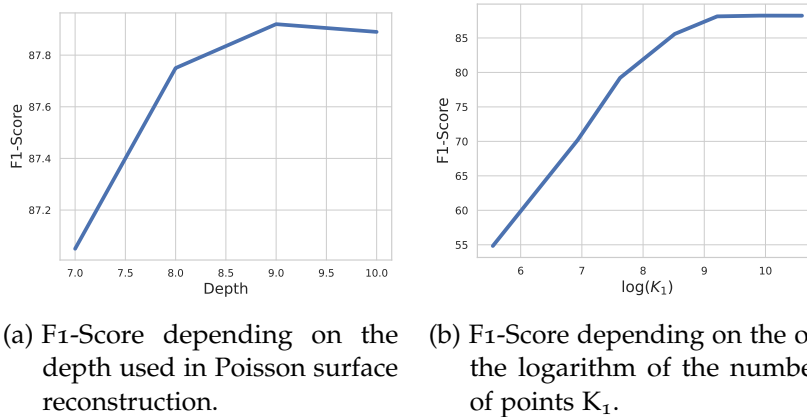 87.8
87.6
87.4
87.2
F1-Score
7.0 7.5 8.0 8.5 9.0 9.5 10.0
Depth
85
80
75
70
65
60
55
F1-Score
6 7 8 9 10
log(K₁)
(a) F1-Score depending on the
depth used in Poisson surface
reconstruction.
(b) F1-Score depending on the o
the logarithm of the numbe
of points K₁.